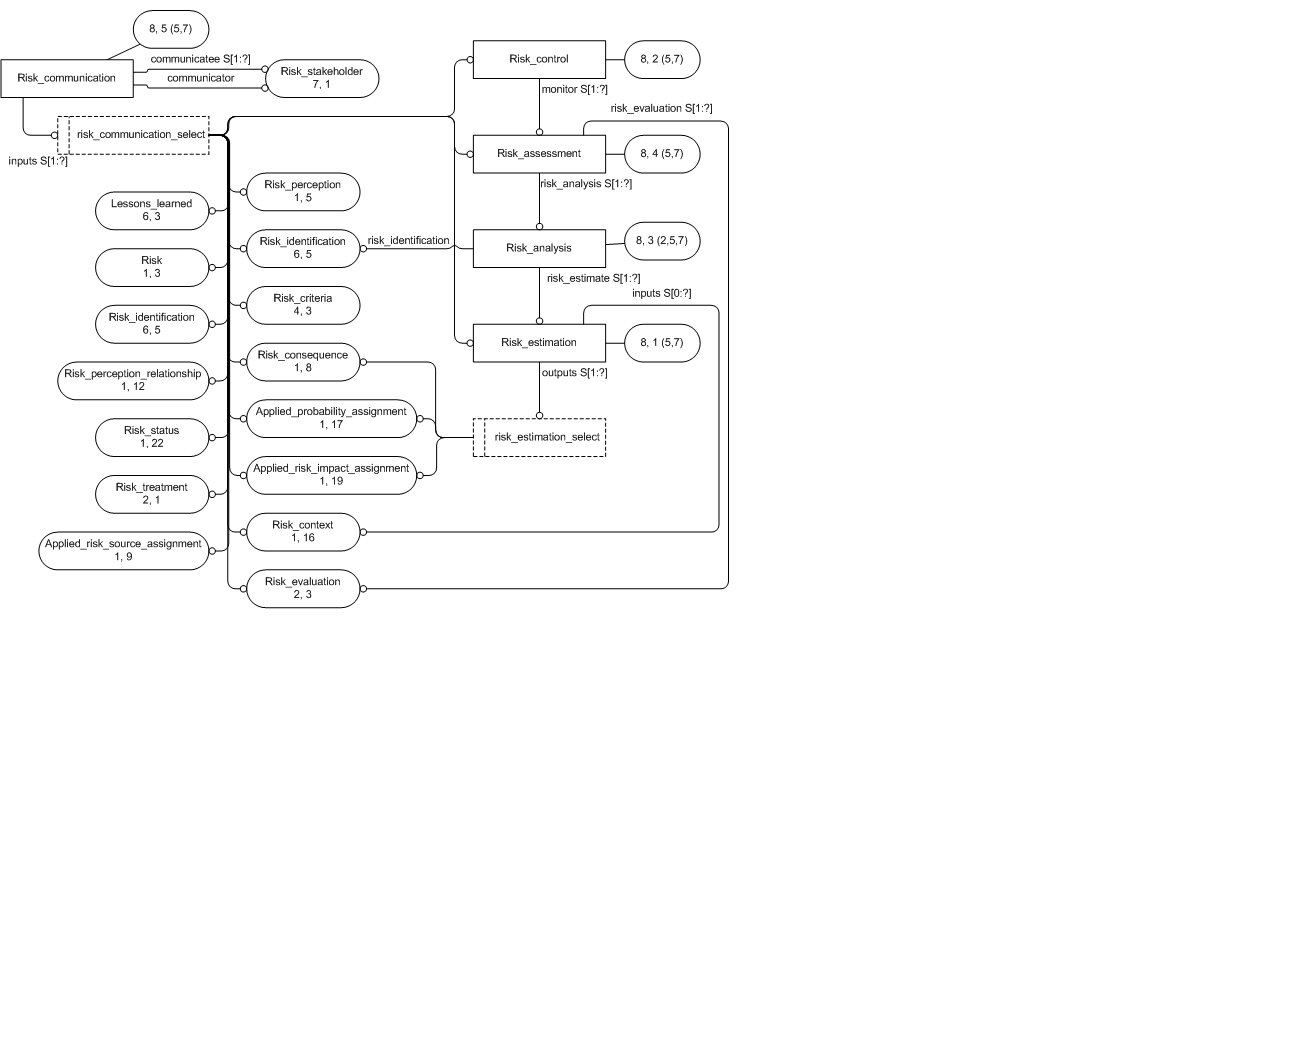 8, 5 (5,7)
communicatee S[1:?]
Risk_communication
communicator
Risk_stakeholder
7, 1
Risk_control
8, 2 (5,7)
monitor S[1:?]
risk_evaluation S[1:?]
risk_communication_select
inputs S[1:?]
Risk_assessment
8, 4 (5,7)
risk_analysis S[1:?]
Risk_perception
1, 5
Lessons_learned
6, 3
Risk_identification
6, 5
risk_identification
Risk_analysis
8, 3 (2,5,7)
Risk
1, 3
risk_estimate S[1:?]
inputs S[0:?]
Risk_criteria
4, 3
Risk_identification
6, 5
Risk_estimation
8, 1 (5,7)
Risk_consequence
1, 8
outputs S[1:?]
Risk_perception_relationship
1, 12
Applied_probability_assignment
1, 17
Risk_status
1, 22
risk_estimation_select
Applied_risk_impact_assignment
1, 19
Risk_treatment
2, 1
Risk_context
1, 16
Applied_risk_source_assignment
1, 9
Risk_evaluation
2, 3